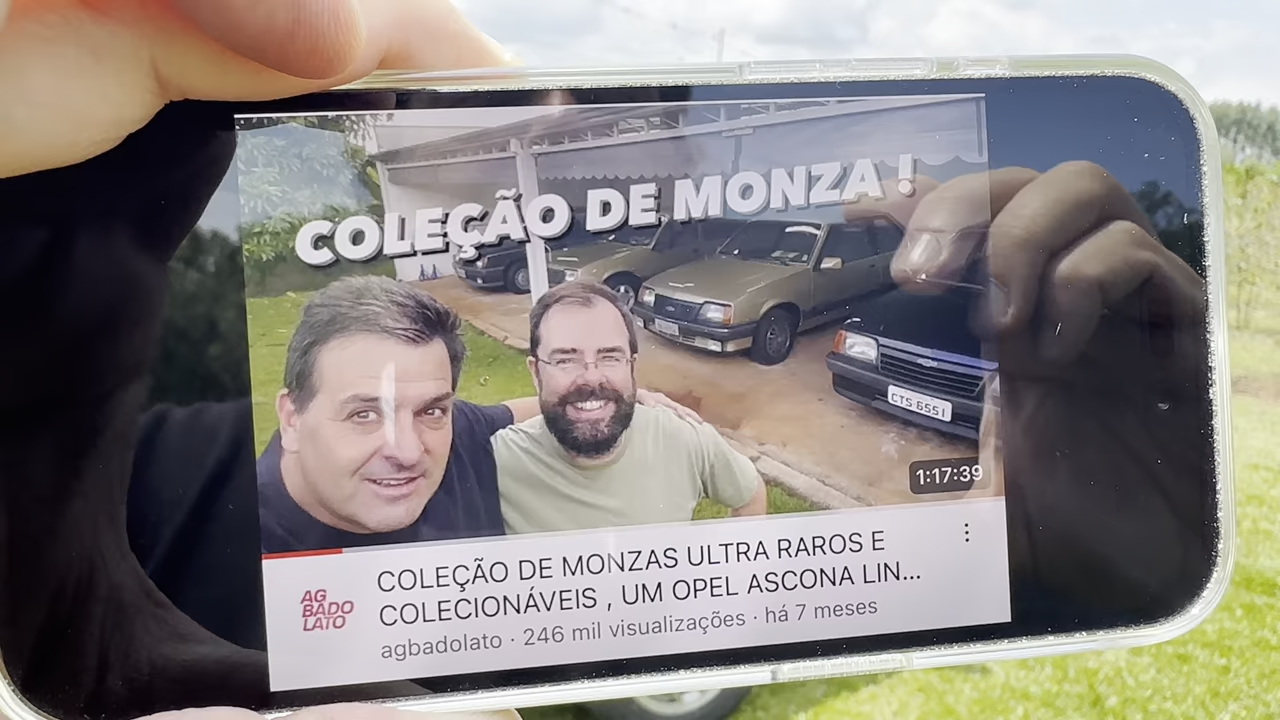 COLEÇÃO DE MONZA !
CTS 6551
1:17:39
AG
BADO
LATO
COLEÇÃO DE MONZAS ULTRA RAROS E
COLECIONÁVEIS , UM OPEL ASCONA LIN...
agbadolato · 246 mil visualizações · há 7 meses